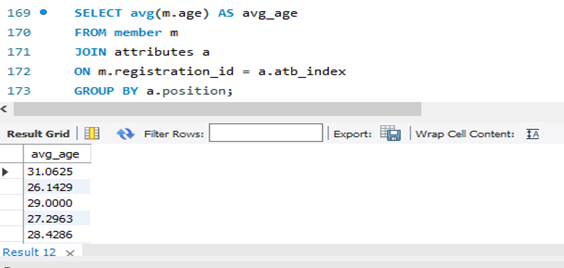 169 SELECT avg(m.age) AS avg_age
170 FROM member m
171 JOIN attributes a
172 ON m.registration_id = a.atb_index
173 GROUP BY a.position;
Result Grid Filter Rows: Export: Wrap Cell Content: IA
avg_age
31.0625
26.1429
29.0000
27.2963
28.4286
Result 12 ×